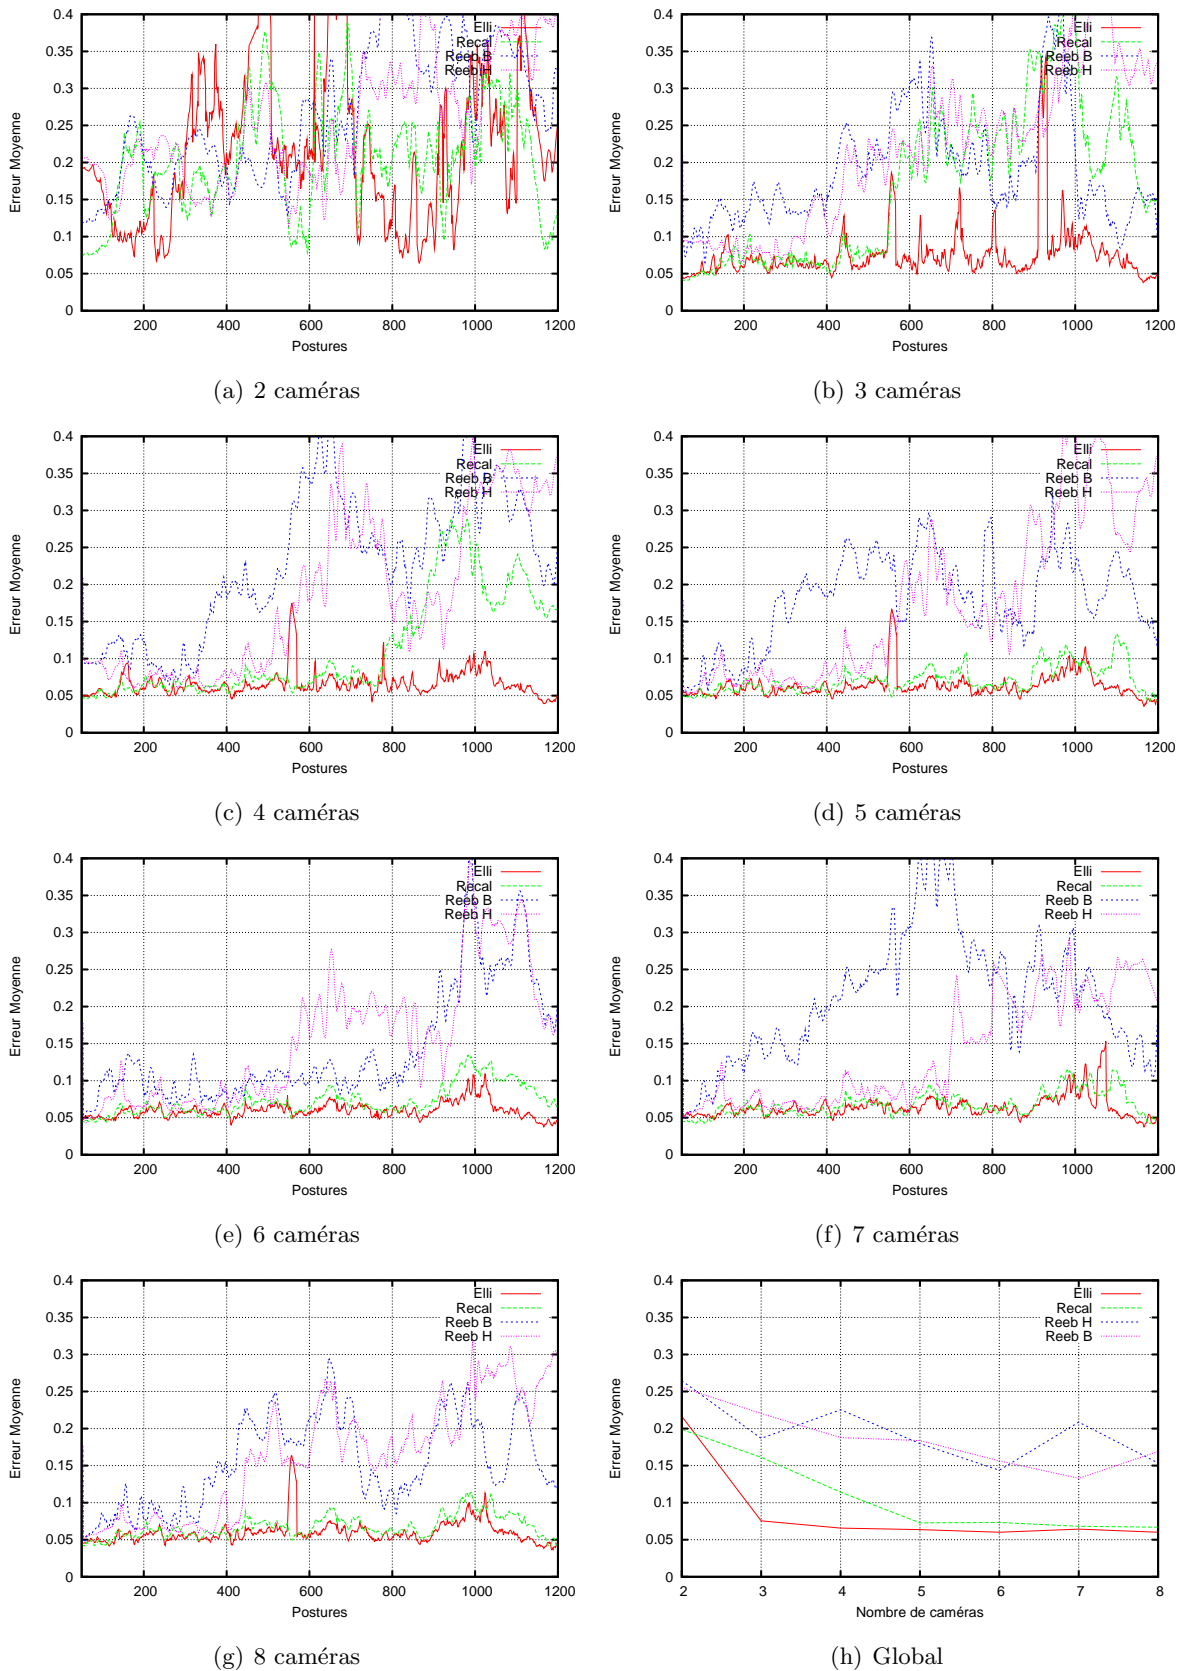 0.4
0.35
0.3
0.25
0.2
0.15
0.1
0.05
0
200
400
600
800
1000
1200
Erreur Moyenne
Postures
Elli
Recal
Reeb B
Reeb H
(a) 2 caméras
0.4
0.35
0.3
0.25
0.2
0.15
0.1
0.05
0
200
400
600
800
1000
1200
Erreur Moyenne
Postures
Elli
Recal
Reeb B
Reeb H
(b) 3 caméras
0.4
0.35
0.3
0.25
0.2
0.15
0.1
0.05
0
200
400
600
800
1000
1200
Erreur Moyenne
Postures
Elli
Recal
Reeb B
Reeb H
(c) 4 caméras
0.4
0.35
0.3
0.25
0.2
0.15
0.1
0.05
0
200
400
600
800
1000
1200
Erreur Moyenne
Postures
Elli
Recal
Reeb B
Reeb H
(d) 5 caméras
0.4
0.35
0.3
0.25
0.2
0.15
0.1
0.05
0
200
400
600
800
1000
1200
Erreur Moyenne
Postures
Elli
Recal
Reeb B
Reeb H
(e) 6 caméras
0.4
0.35
0.3
0.25
0.2
0.15
0.1
0.05
0
200
400
600
800
1000
1200
Erreur Moyenne
Postures
Elli
Recal
Reeb B
Reeb H
(f) 7 caméras
0.4
0.35
0.3
0.25
0.2
0.15
0.1
0.05
0
200
400
600
800
1000
1200
Erreur Moyenne
Postures
Elli
Recal
Reeb B
Reeb H
(g) 8 caméras
0.4
0.35
0.3
0.25
0.2
0.15
0.1
0.05
0
2
3
4
5
6
7
8
Erreur Moyenne
Nombre de caméras
Elli
Recal
Reeb H
Reeb B
(h) Global